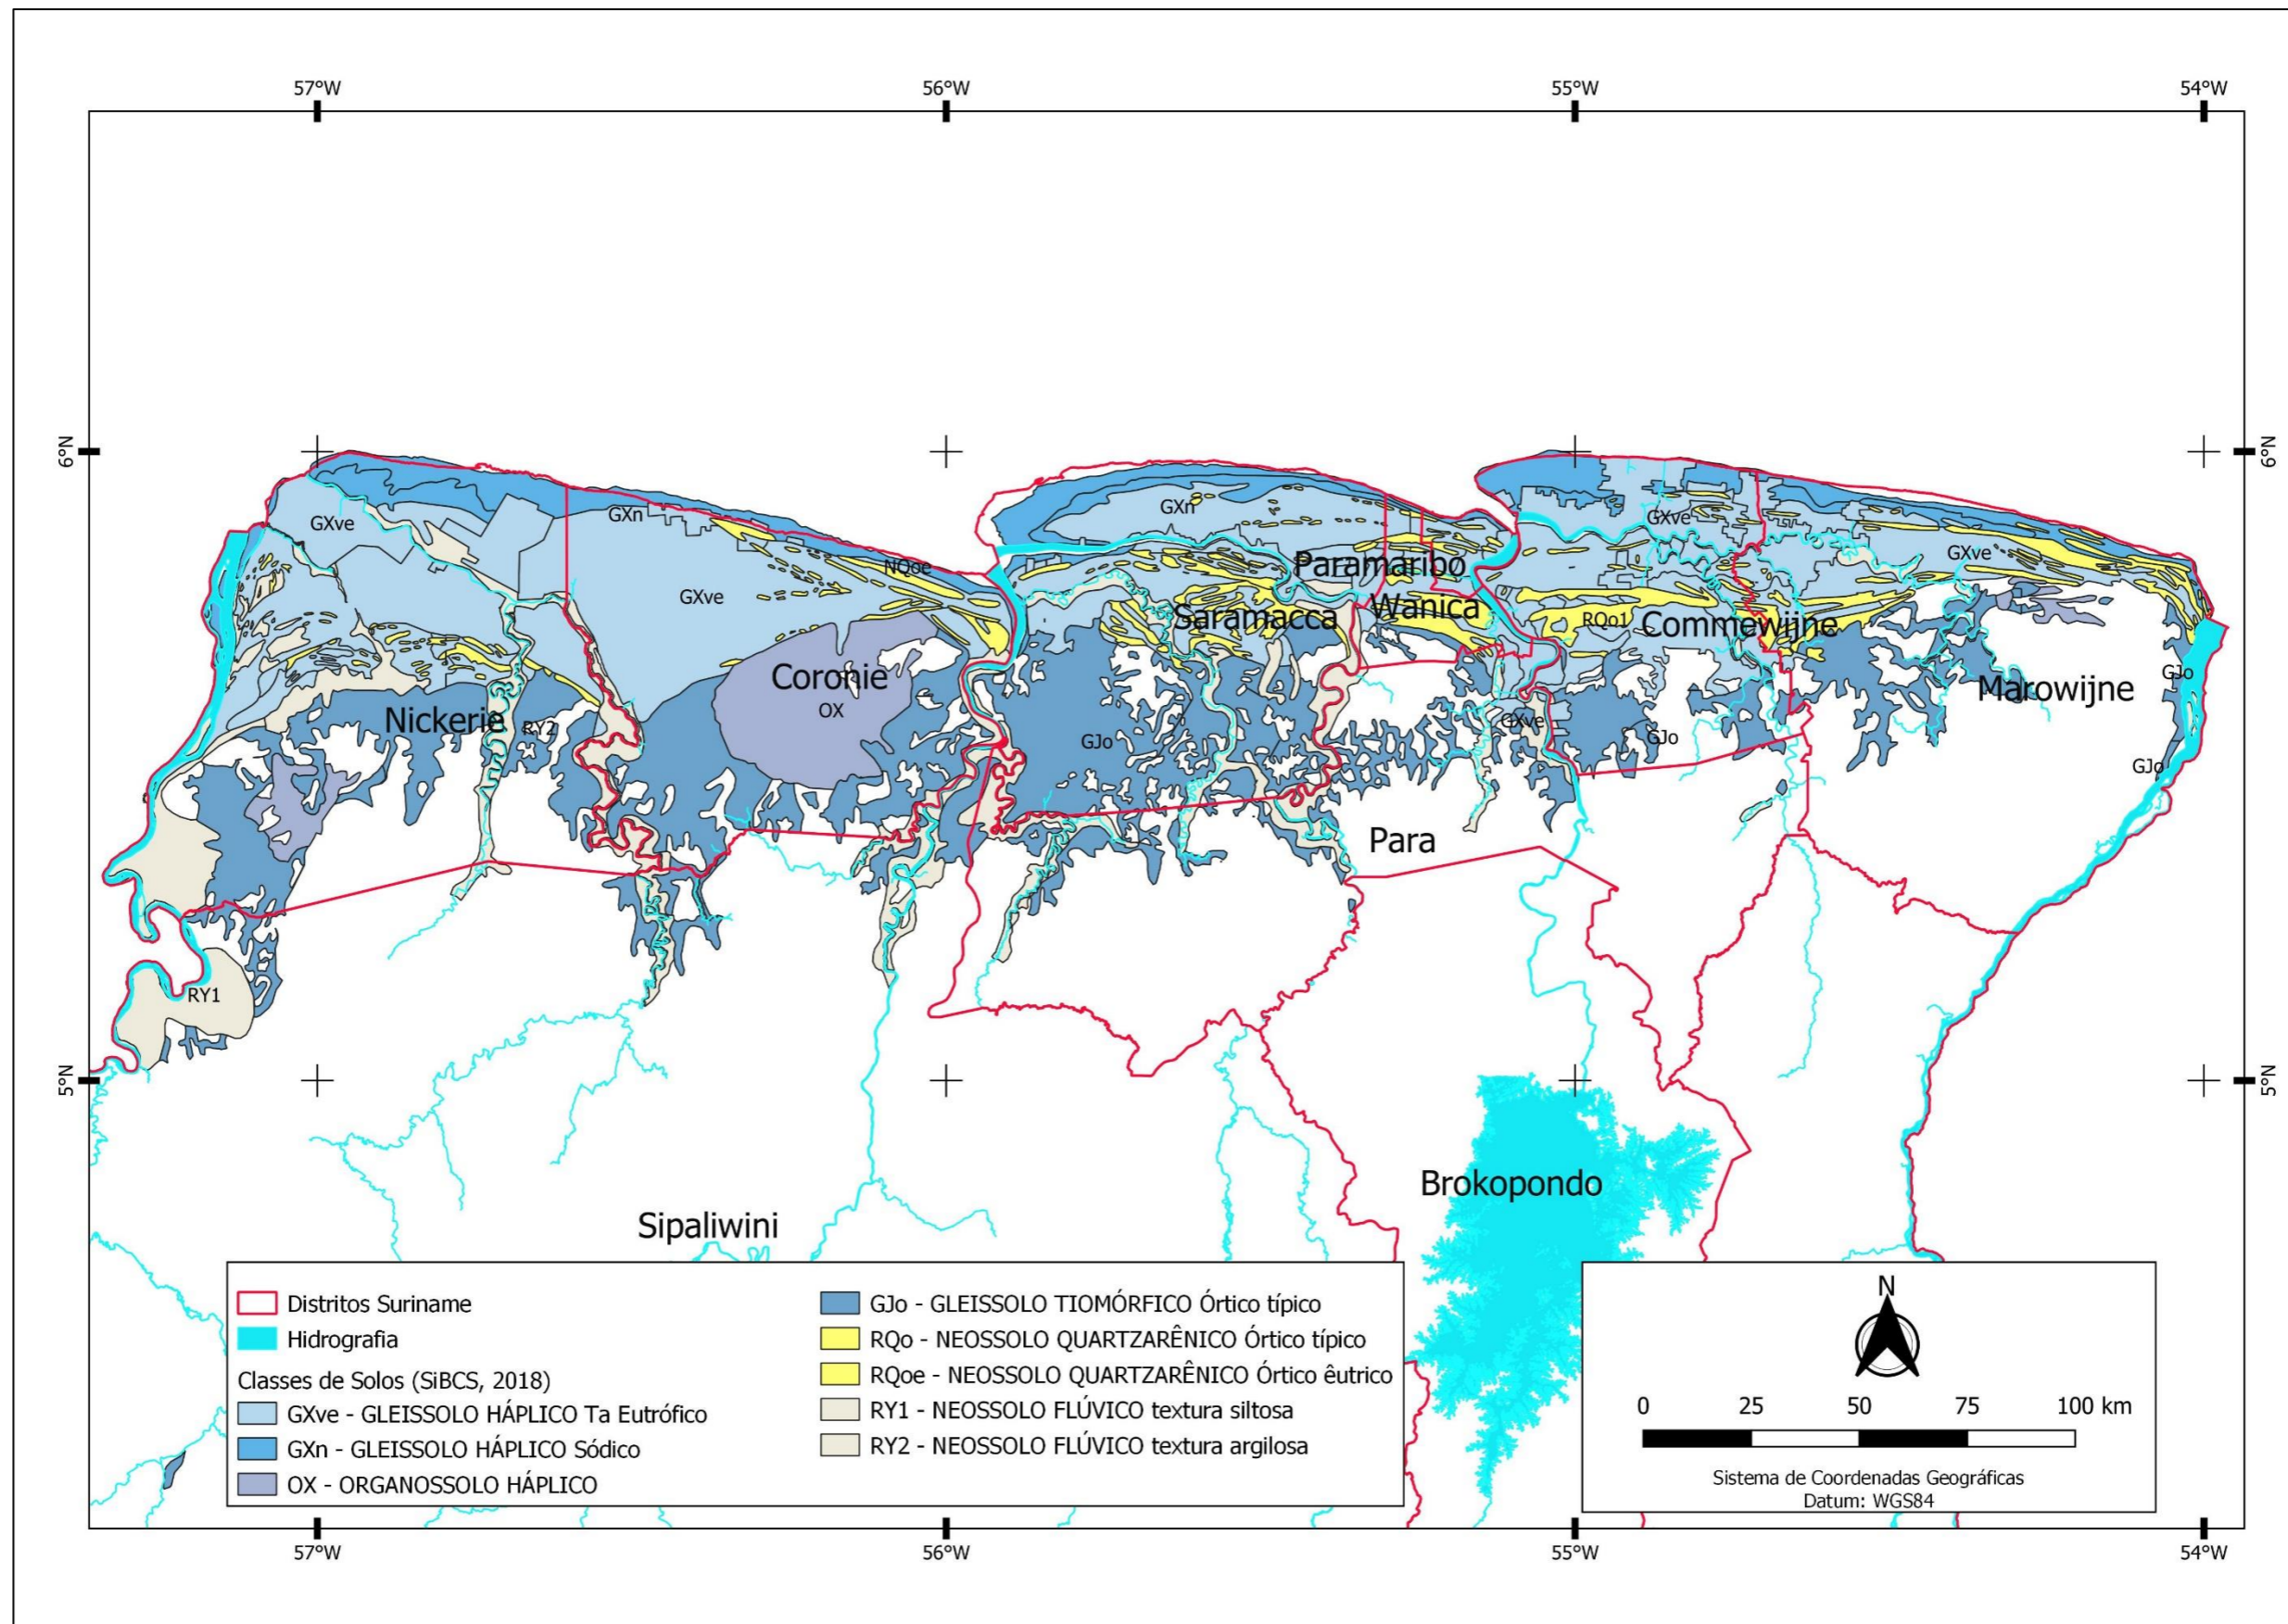 57°W
56°W
55°W
54°W
6°N
6°N
GXve
GXn
GXn
GXve
GXve
NQoe
GXve
Paramaribo
Wanica
Saramacca
RQo1
Commewijne
Coronie
OX
Nickerie
RY2
GJo
GXve
GJo
GJo
Marowijne
GJo
Para
RY1
5°N
5°N
Brokopondo
Sipaliwini
Distritos Suriname
Hidrografia
Classes de Solos (SiBCS, 2018)
GXve - GLEISSOLO HÁPLICO Ta Eutrófico
GXn - GLEISSOLO HÁPLICO Sódico
OX - ORGANOSSOLO HÁPLICO
GJo - GLEISSOLO TIOMÓRFICO Órtico típico
RQo - NEOSSOLO QUARTZARÊNICO Órtico típico
RQoe - NEOSSOLO QUARTZARÊNICO Órtico êutrico
RY1 - NEOSSOLO FLÚVICO textura siltosa
RY2 - NEOSSOLO FLÚVICO textura argilosa
N
0 25 50 75 100 km
Sistema de Coordenadas Geográficas
Datum: WGS84
57°W
56°W
55°W
54°W